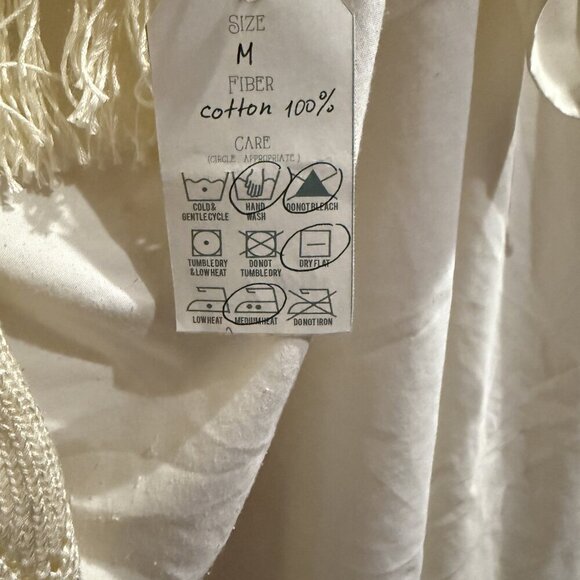 SIZE
M
FIBER
cotton 100%
CARE
(CIRCLE APPROPRIATE)
COLD & GENTLE CYCLE
HAND WASH
DO NOT BLEACH
TUMBLE DRY & LOW HEAT
DO NOT TUMBLE DRY
DRY FLAT
LOW HEAT
MEDIUM HEAT
DO NOT IRON